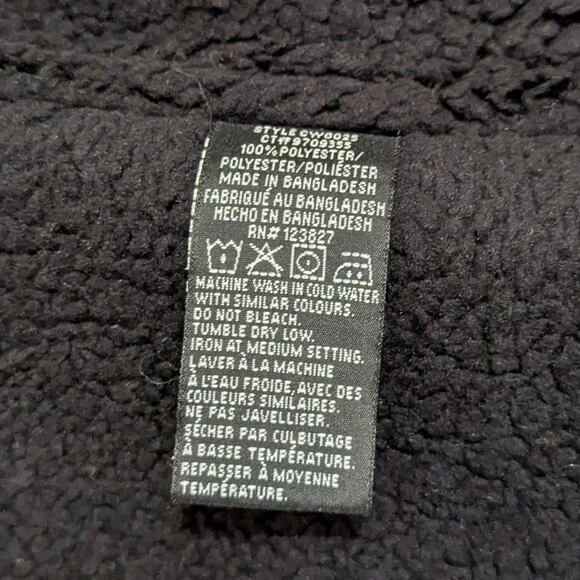 STYLE CW0025
CT# 9709355
100% POLYESTER/
POLYESTER/POLIÉSTER
MADE IN BANGLADESH
FABRIQUÉ AU BANGLADESH
HECHO EN BANGLADESH
RN# 123827
MACHINE WASH IN COLD WATER
WITH SIMILAR COLOURS.
DO NOT BLEACH.
TUMBLE DRY LOW.
IRON AT MEDIUM SETTING.
LAVER À LA MACHINE
À L'EAU FROIDE, AVEC DES
COULEURS SIMILAIRES.
NE PAS JAVELLISER.
SÉCHER PAR CULBUTAGE
À BASSE TEMPÉRATURE.
REPASSER À MOYENNE
TEMPÉRATURE.